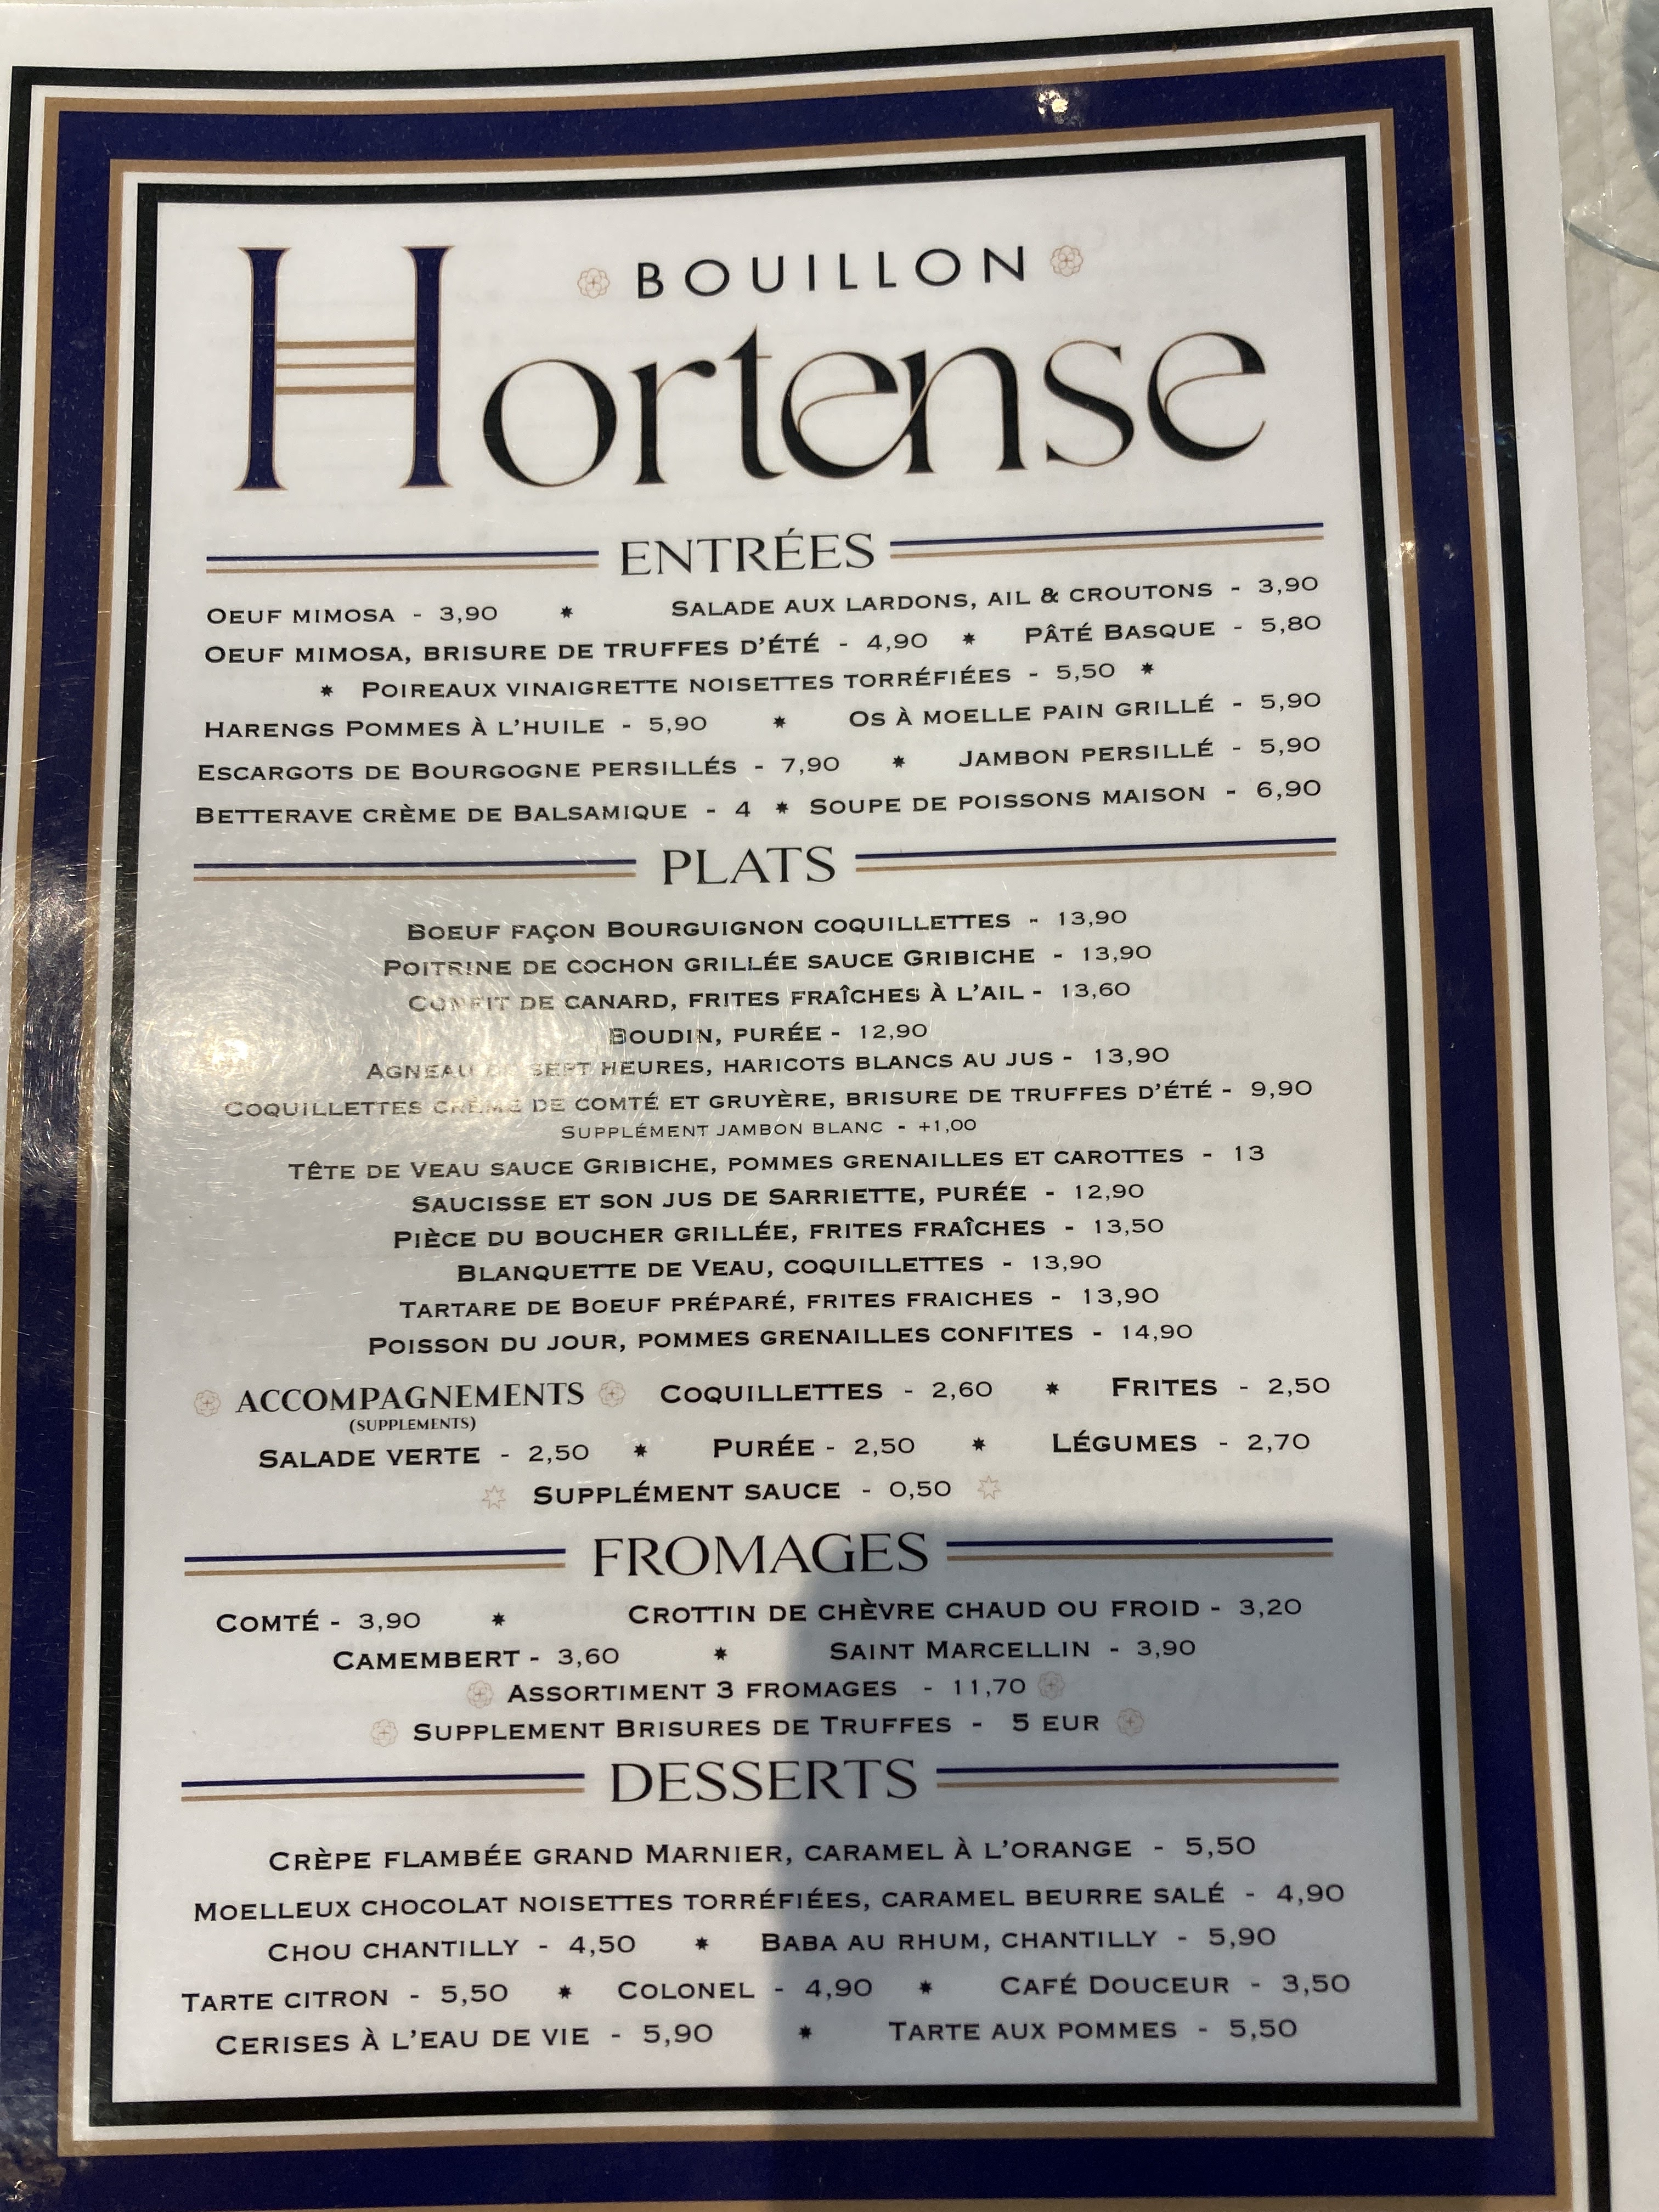 BOUILLON
Hortense
ENTRÉES
OEUF MIMOSA - 3,90 * SALADE AUX LARDONS, AIL & CROUTONS - 3,90
OEUF MIMOSA, BRISURE DE TRUFFES D'ÉTÉ - 4,90 * PÂTÉ BASQUE - 5,80
* POIREAUX VINAIGRETTE NOISETTES TORRÉFIÉES - 5,50 *
HARENGS POMMES À L'HUILE - 5,90 * OS À MOELLE PAIN GRILLÉ - 5,90
ESCARGOTS DE BOURGOGNE PERSILLÉS - 7,90 * JAMBON PERSILLÉ - 5,90
BETTERAVE CRÈME DE BALSAMIQUE - 4 * SOUPE DE POISSONS MAISON - 6,90
PLATS
BOEUF FAÇON BOURGUIGNON COQUILLETTES - 13,90
POITRINE DE COCHON GRILLÉE SAUCE GRIBICHE - 13,90
CONFIT DE CANARD, FRITES FRAÎCHES À L'AIL - 13,60
BOUDIN, PURÉE - 12,90
AGNEAU DE SEPT HEURES, HARICOTS BLANCS AU JUS - 13,90
COQUILLETTES CRÈME DE COMTÉ ET GRUYÈRE, BRISURE DE TRUFFES D'ÉTÉ - 9,90
SUPPLÉMENT JAMBON BLANC - +1,00
TÊTE DE VEAU SAUCE GRIBICHE, POMMES GRENAILLES ET CAROTTES - 13
SAUCISSE ET SON JUS DE SARRIETTE, PURÉE - 12,90
PIÈCE DU BOUCHER GRILLÉE, FRITES FRAÎCHES - 13,50
BLANQUETTE DE VEAU, COQUILLETTES - 13,90
TARTARE DE BOEUF PRÉPARÉ, FRITES FRAICHES - 13,90
POISSON DU JOUR, POMMES GRENAILLES CONFITES - 14,90
ACCOMPAGNEMENTS COQUILLETTES - 2,60 * FRITES - 2,50
(SUPPLEMENTS)
SALADE VERTE - 2,50 * PURÉE - 2,50 * LÉGUMES - 2,70
SUPPLÉMENT SAUCE - 0,50
FROMAGES
COMTÉ - 3,90 * CROTTIN DE CHÈVRE CHAUD OU FROID - 3,20
CAMEMBERT - 3,60 * SAINT MARCELLIN - 3,90
ASSORTIMENT 3 FROMAGES - 11,70
SUPPLEMENT BRISURES DE TRUFFES - 5 EUR
DESSERTS
CRÈPE FLAMBÉE GRAND MARNIER, CARAMEL À L'ORANGE - 5,50
MOELLEUX CHOCOLAT NOISETTES TORRÉFIÉES, CARAMEL BEURRE SALÉ - 4,90
CHOU CHANTILLY - 4,50 * BABA AU RHUM, CHANTILLY - 5,90
TARTE CITRON - 5,50 * COLONEL - 4,90 * CAFÉ DOUCEUR - 3,50
CERISES À L'EAU DE VIE - 5,90 * TARTE AUX POMMES - 5,50